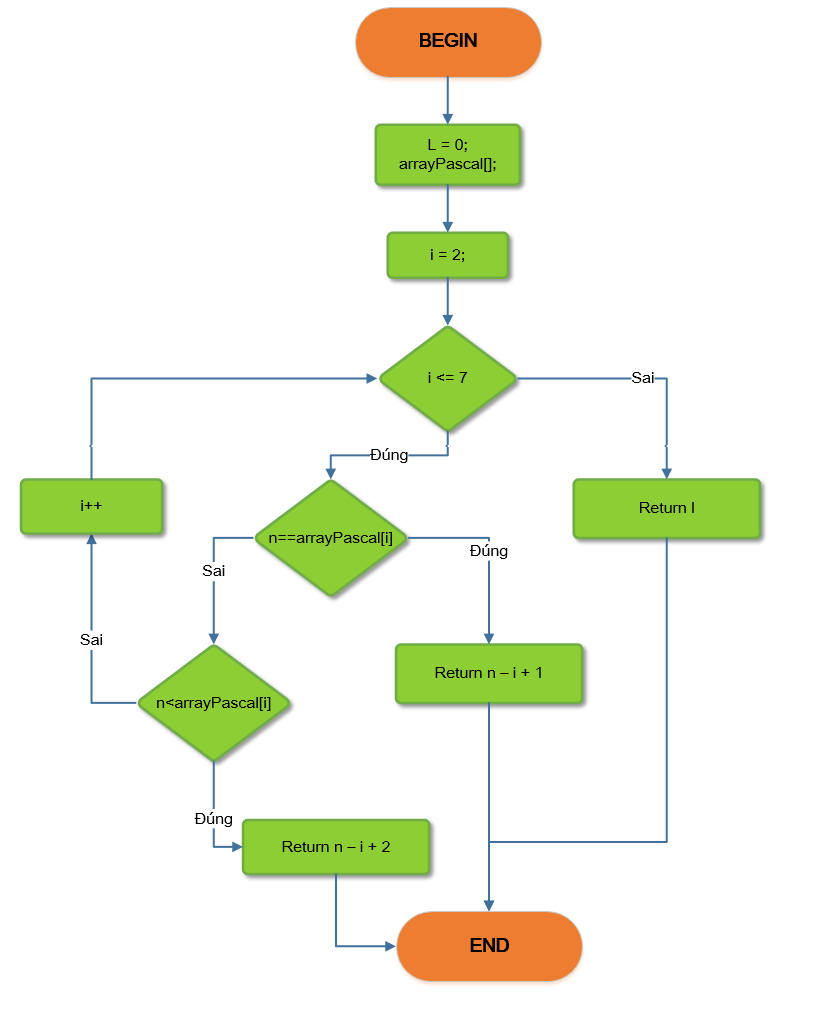 BEGIN
L = 0;
arrayPascal[];
i = 2;
i <= 7
Sai
Đúng
i++
n==arrayPascal[i]
Return l
Sai
Đúng
Sai
Return n – i + 1
n<arrayPascal[i]
Đúng
Return n – i + 2
END